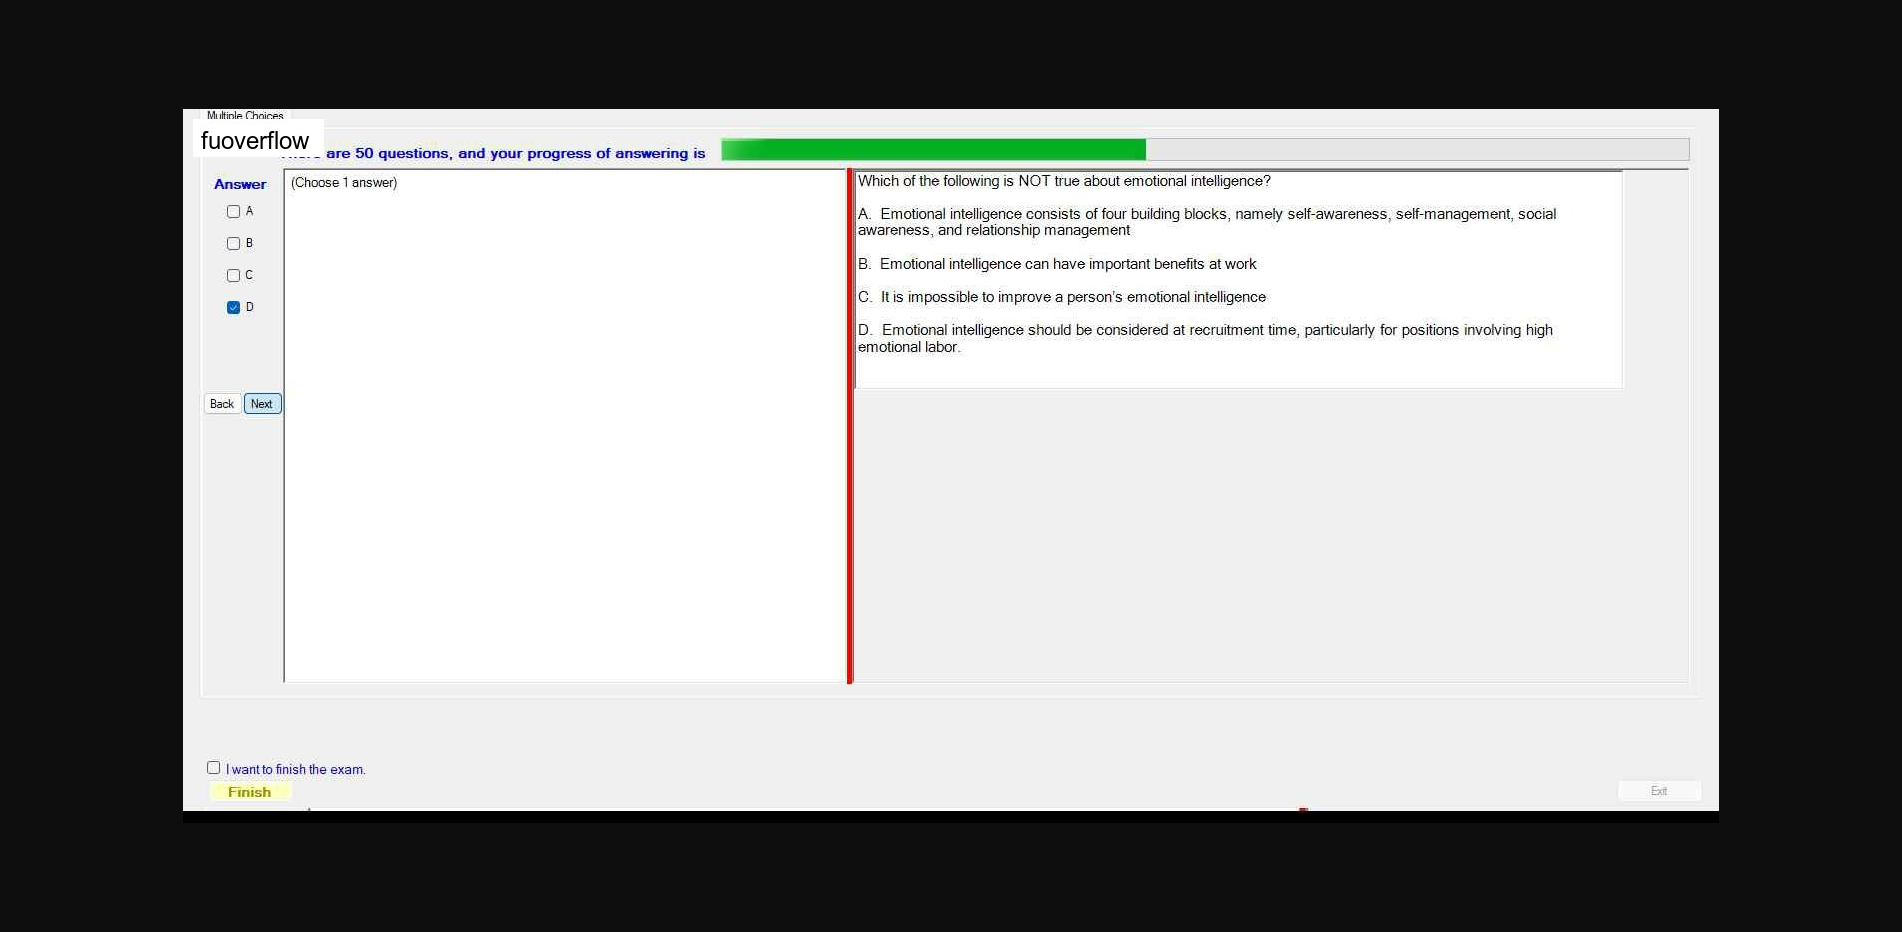 Multiple Choices
fuoverflow
are 50 questions, and your progress of answering is
Answer
(Choose 1 answer)
A
B
C
D
Back
Next
Which of the following is NOT true about emotional intelligence?
A. Emotional intelligence consists of four building blocks, namely self-awareness, self-management, social
awareness, and relationship management
B. Emotional intelligence can have important benefits at work
C. It is impossible to improve a person's emotional intelligence
D. Emotional intelligence should be considered at recruitment time, particularly for positions involving high
emotional labor.
I want to finish the exam.
Finish
Exit